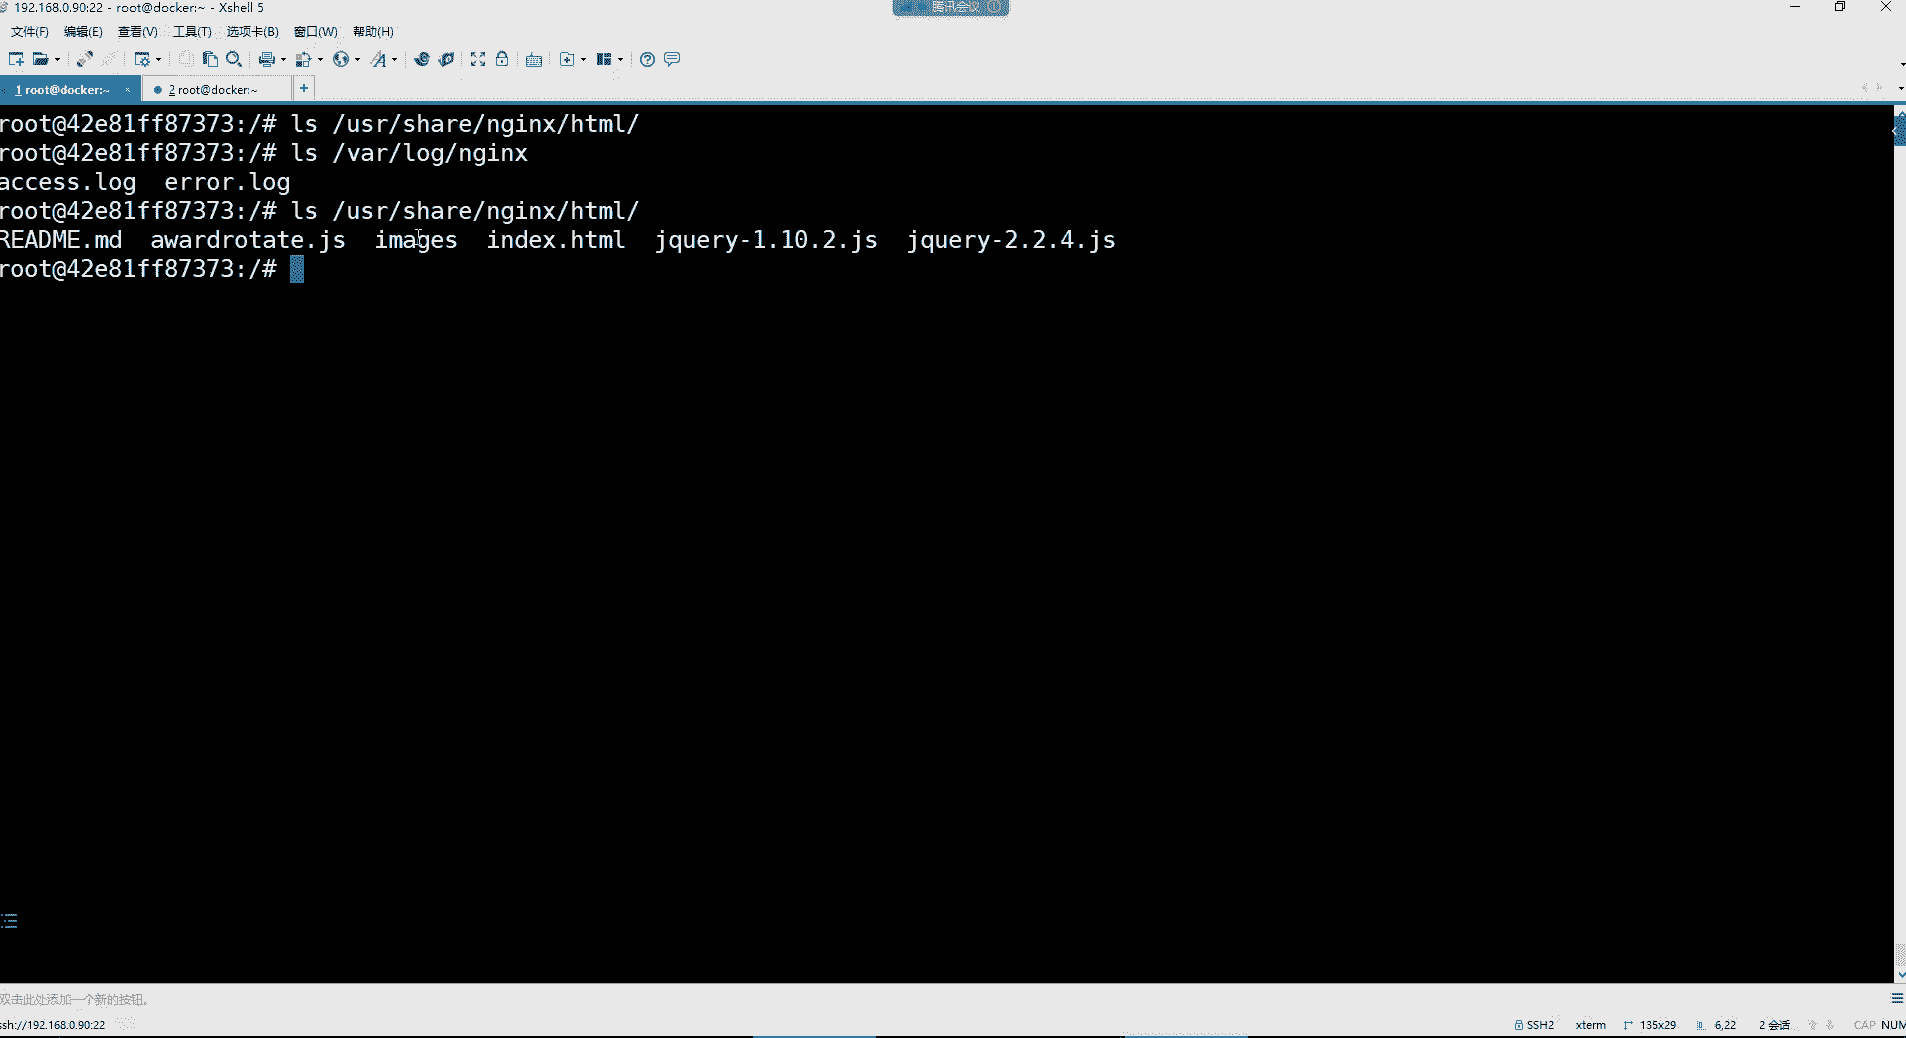 192.168.0.90:22 - root@docker:~ - Xshell 5
腾讯会议
文件(F) 编辑(E) 查看(V) 工具(T) 选项卡(B) 窗口(W) 帮助(H)
1 root@docker:~ × 2 root@docker:~ +
root@42e81ff87373:/# ls /usr/share/nginx/html/
root@42e81ff87373:/# ls /var/log/nginx
access.log error.log
root@42e81ff87373:/# ls /usr/share/nginx/html/
README.md awardrotate.js images index.html jquery-1.10.2.js jquery-2.2.4.js
root@42e81ff87373:/#
双击此处添加一个新的按钮。
ssh://192.168.0.90:22 SSH2 xterm 135x29 6,22 2 会话 CAP NUM